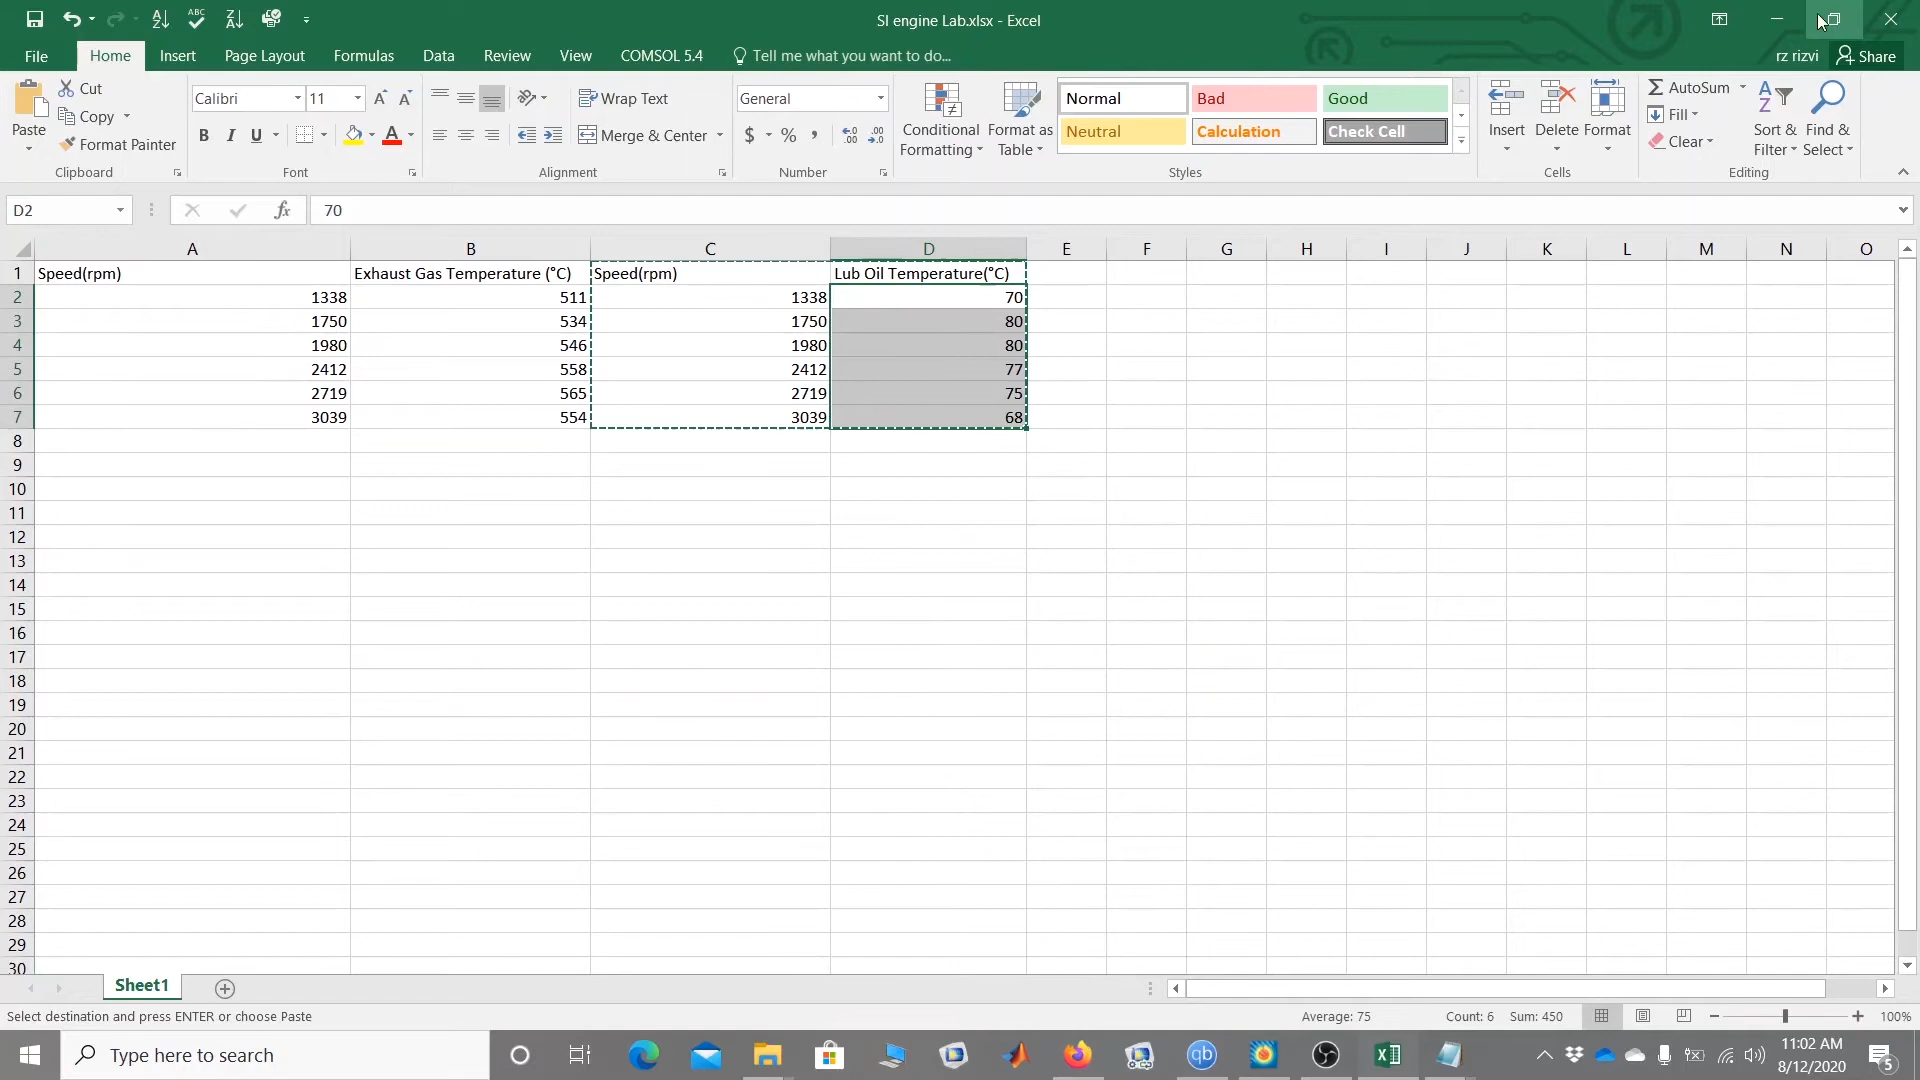 SI engine Lab.xlsx - Excel
File Home Insert Page Layout Formulas Data Review View COMSOL 5.4 Tell me what you want to do... rz rizvi Share
Paste
Cut
Copy
Format Painter
Clipboard
Calibri 11
B I U
Font
Wrap Text
Merge & Center
Alignment
General
$ % ,
Number
Conditional Formatting
Format as Table
Normal Bad Good
Neutral Calculation Check Cell
Styles
Insert Delete Format
Cells
AutoSum
Fill
Clear
Sort & Filter
Find & Select
Editing
D2 fx 70
A B C D E F G H I J K L M N O
1 Speed(rpm) Exhaust Gas Temperature (°C) Speed(rpm) Lub Oil Temperature(°C)
2 1338 511 1338 70
3 1750 534 1750 80
4 1980 546 1980 80
5 2412 558 2412 77
6 2719 565 2719 75
7 3039 554 3039 68
8
9
10
11
12
13
14
15
16
17
18
19
20
21
22
23
24
25
26
27
28
29
30
Sheet1
Select destination and press ENTER or choose Paste Average: 75 Count: 6 Sum: 450 100%
Type here to search
11:02 AM
8/12/2020
5